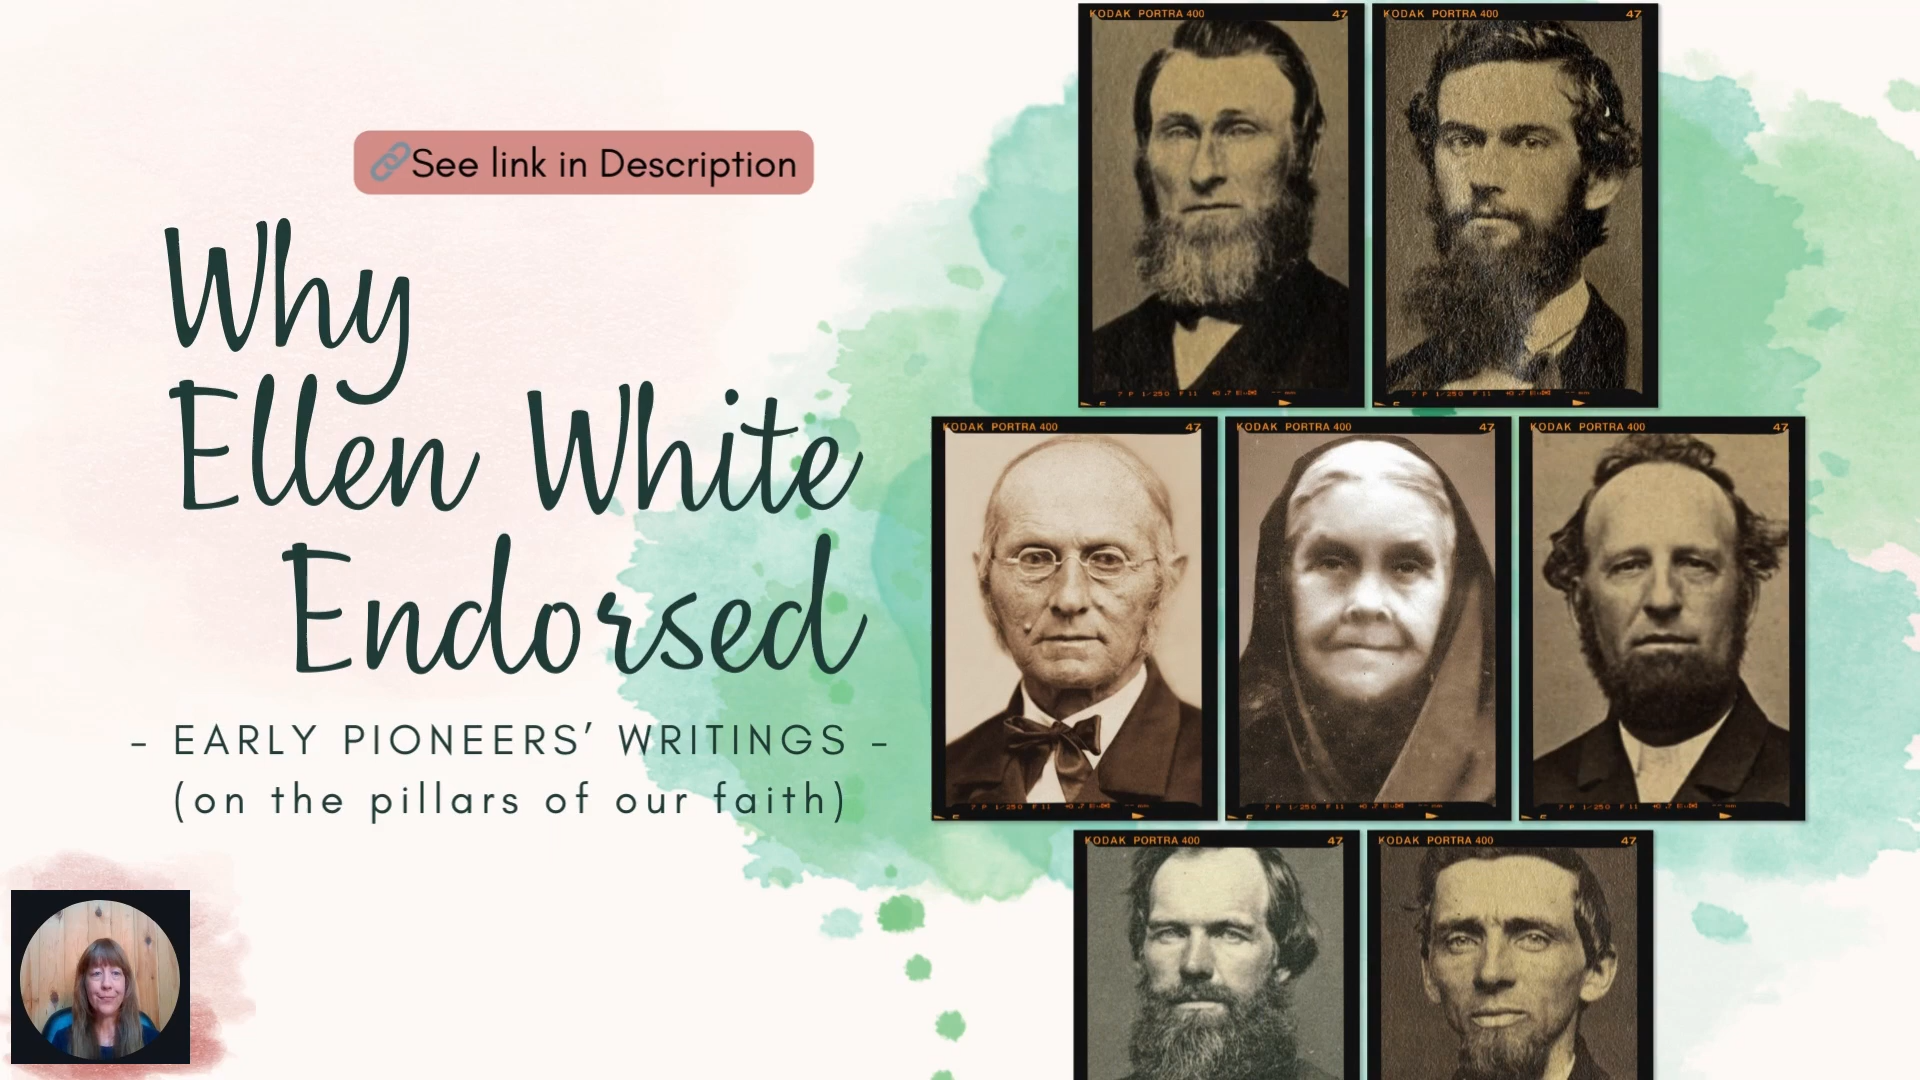 🔗See link in Description
Why
Ellen White
Endorsed
- EARLY PIONEERS’ WRITINGS -
(on the pillars of our faith)
KODAK PORTRA 400 47
KODAK PORTRA 400 47
KODAK PORTRA 400 47
KODAK PORTRA 400 47
KODAK PORTRA 400 47
KODAK PORTRA 400 47
KODAK PORTRA 400 47